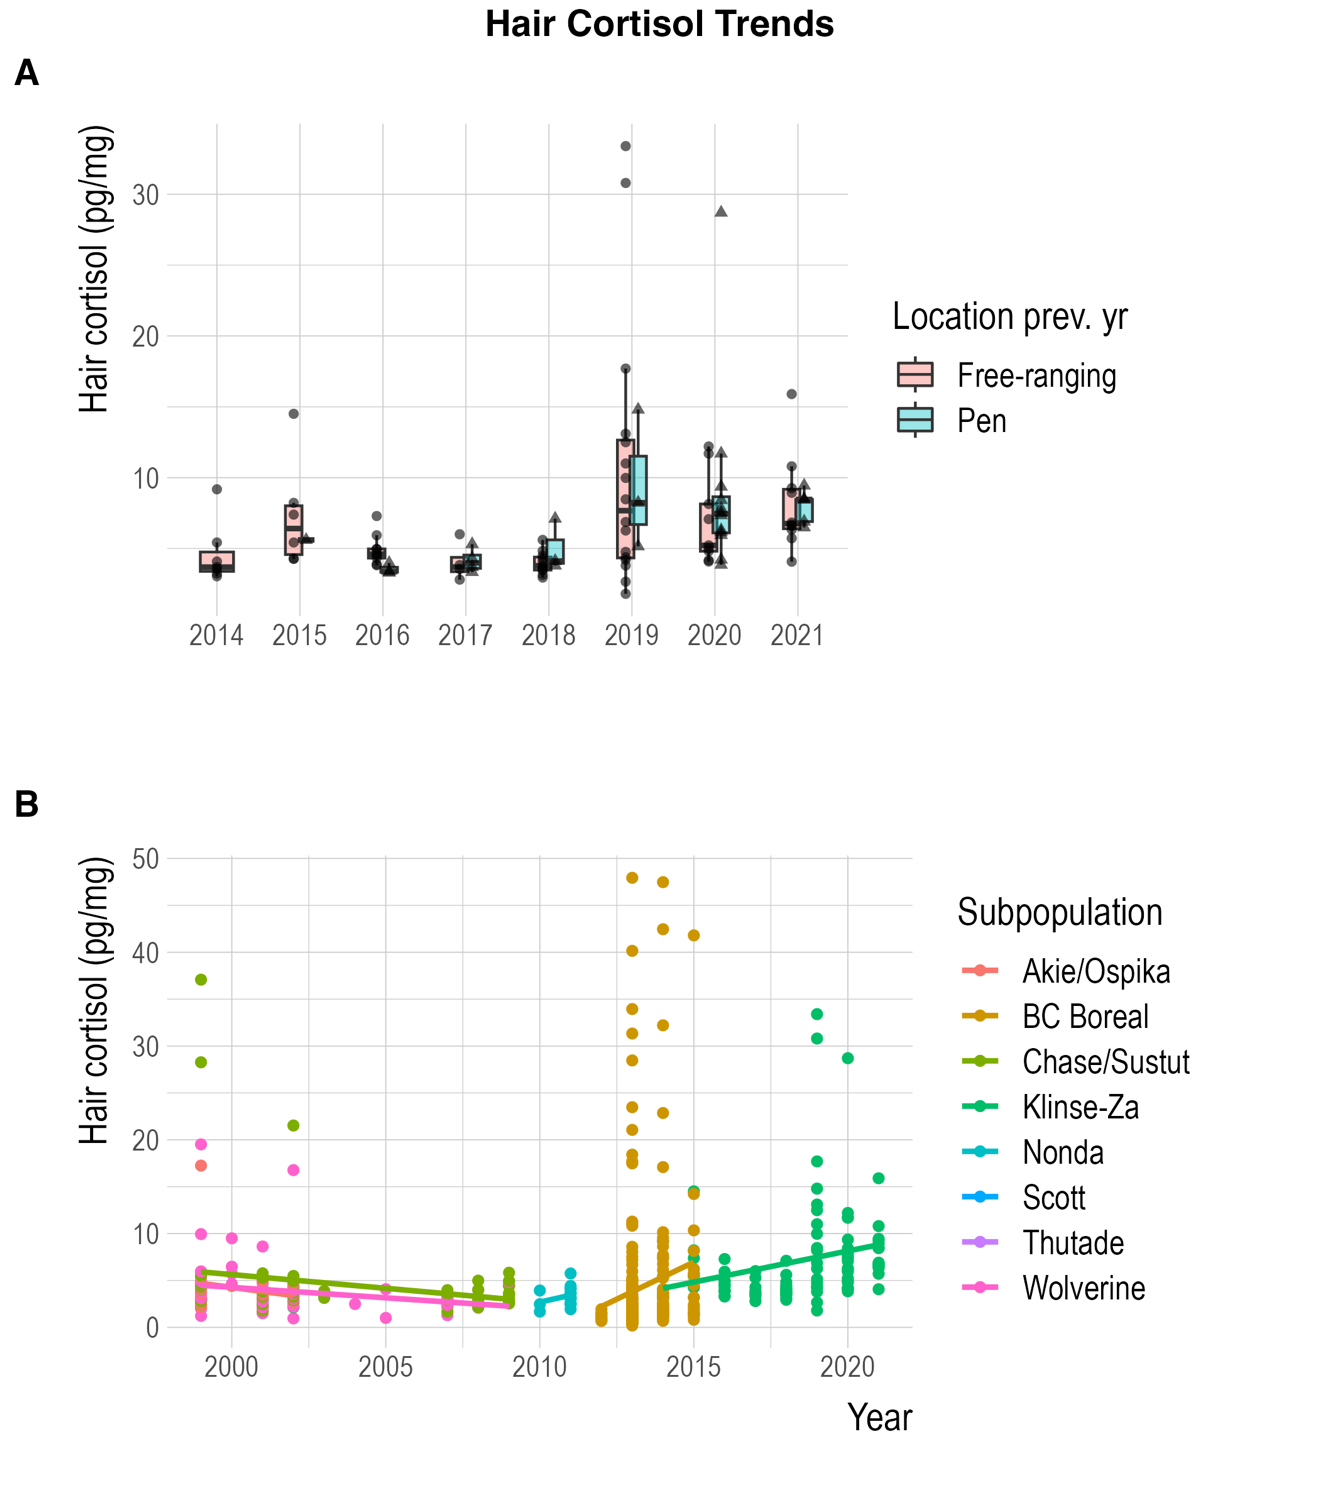 Hair Cortisol Trends
A
Hair cortisol (pg/mg)
30
20
10
2014 2015 2016 2017 2018 2019 2020 2021
Location prev. yr
Free-ranging
Pen
B
Hair cortisol (pg/mg)
50
40
30
20
10
0
2000 2005 2010 2015 2020
Year
Subpopulation
Akie/Ospika
BC Boreal
Chase/Sustut
Klinse-Za
Nonda
Scott
Thutade
Wolverine